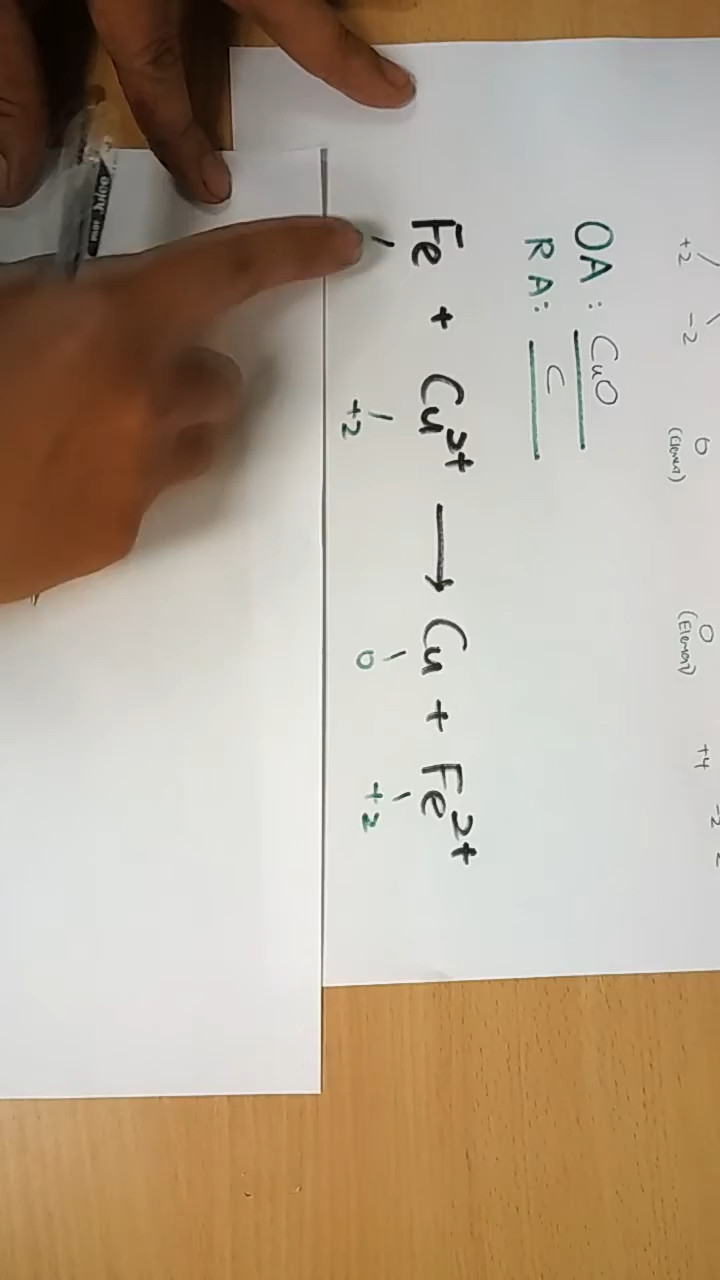 +2 -2 0 0 +4 -2
(Element) (Element)
OA: CuO
RA: C
Fe + Cu²⁺ → Cu + Fe²⁺
+2 0 +2